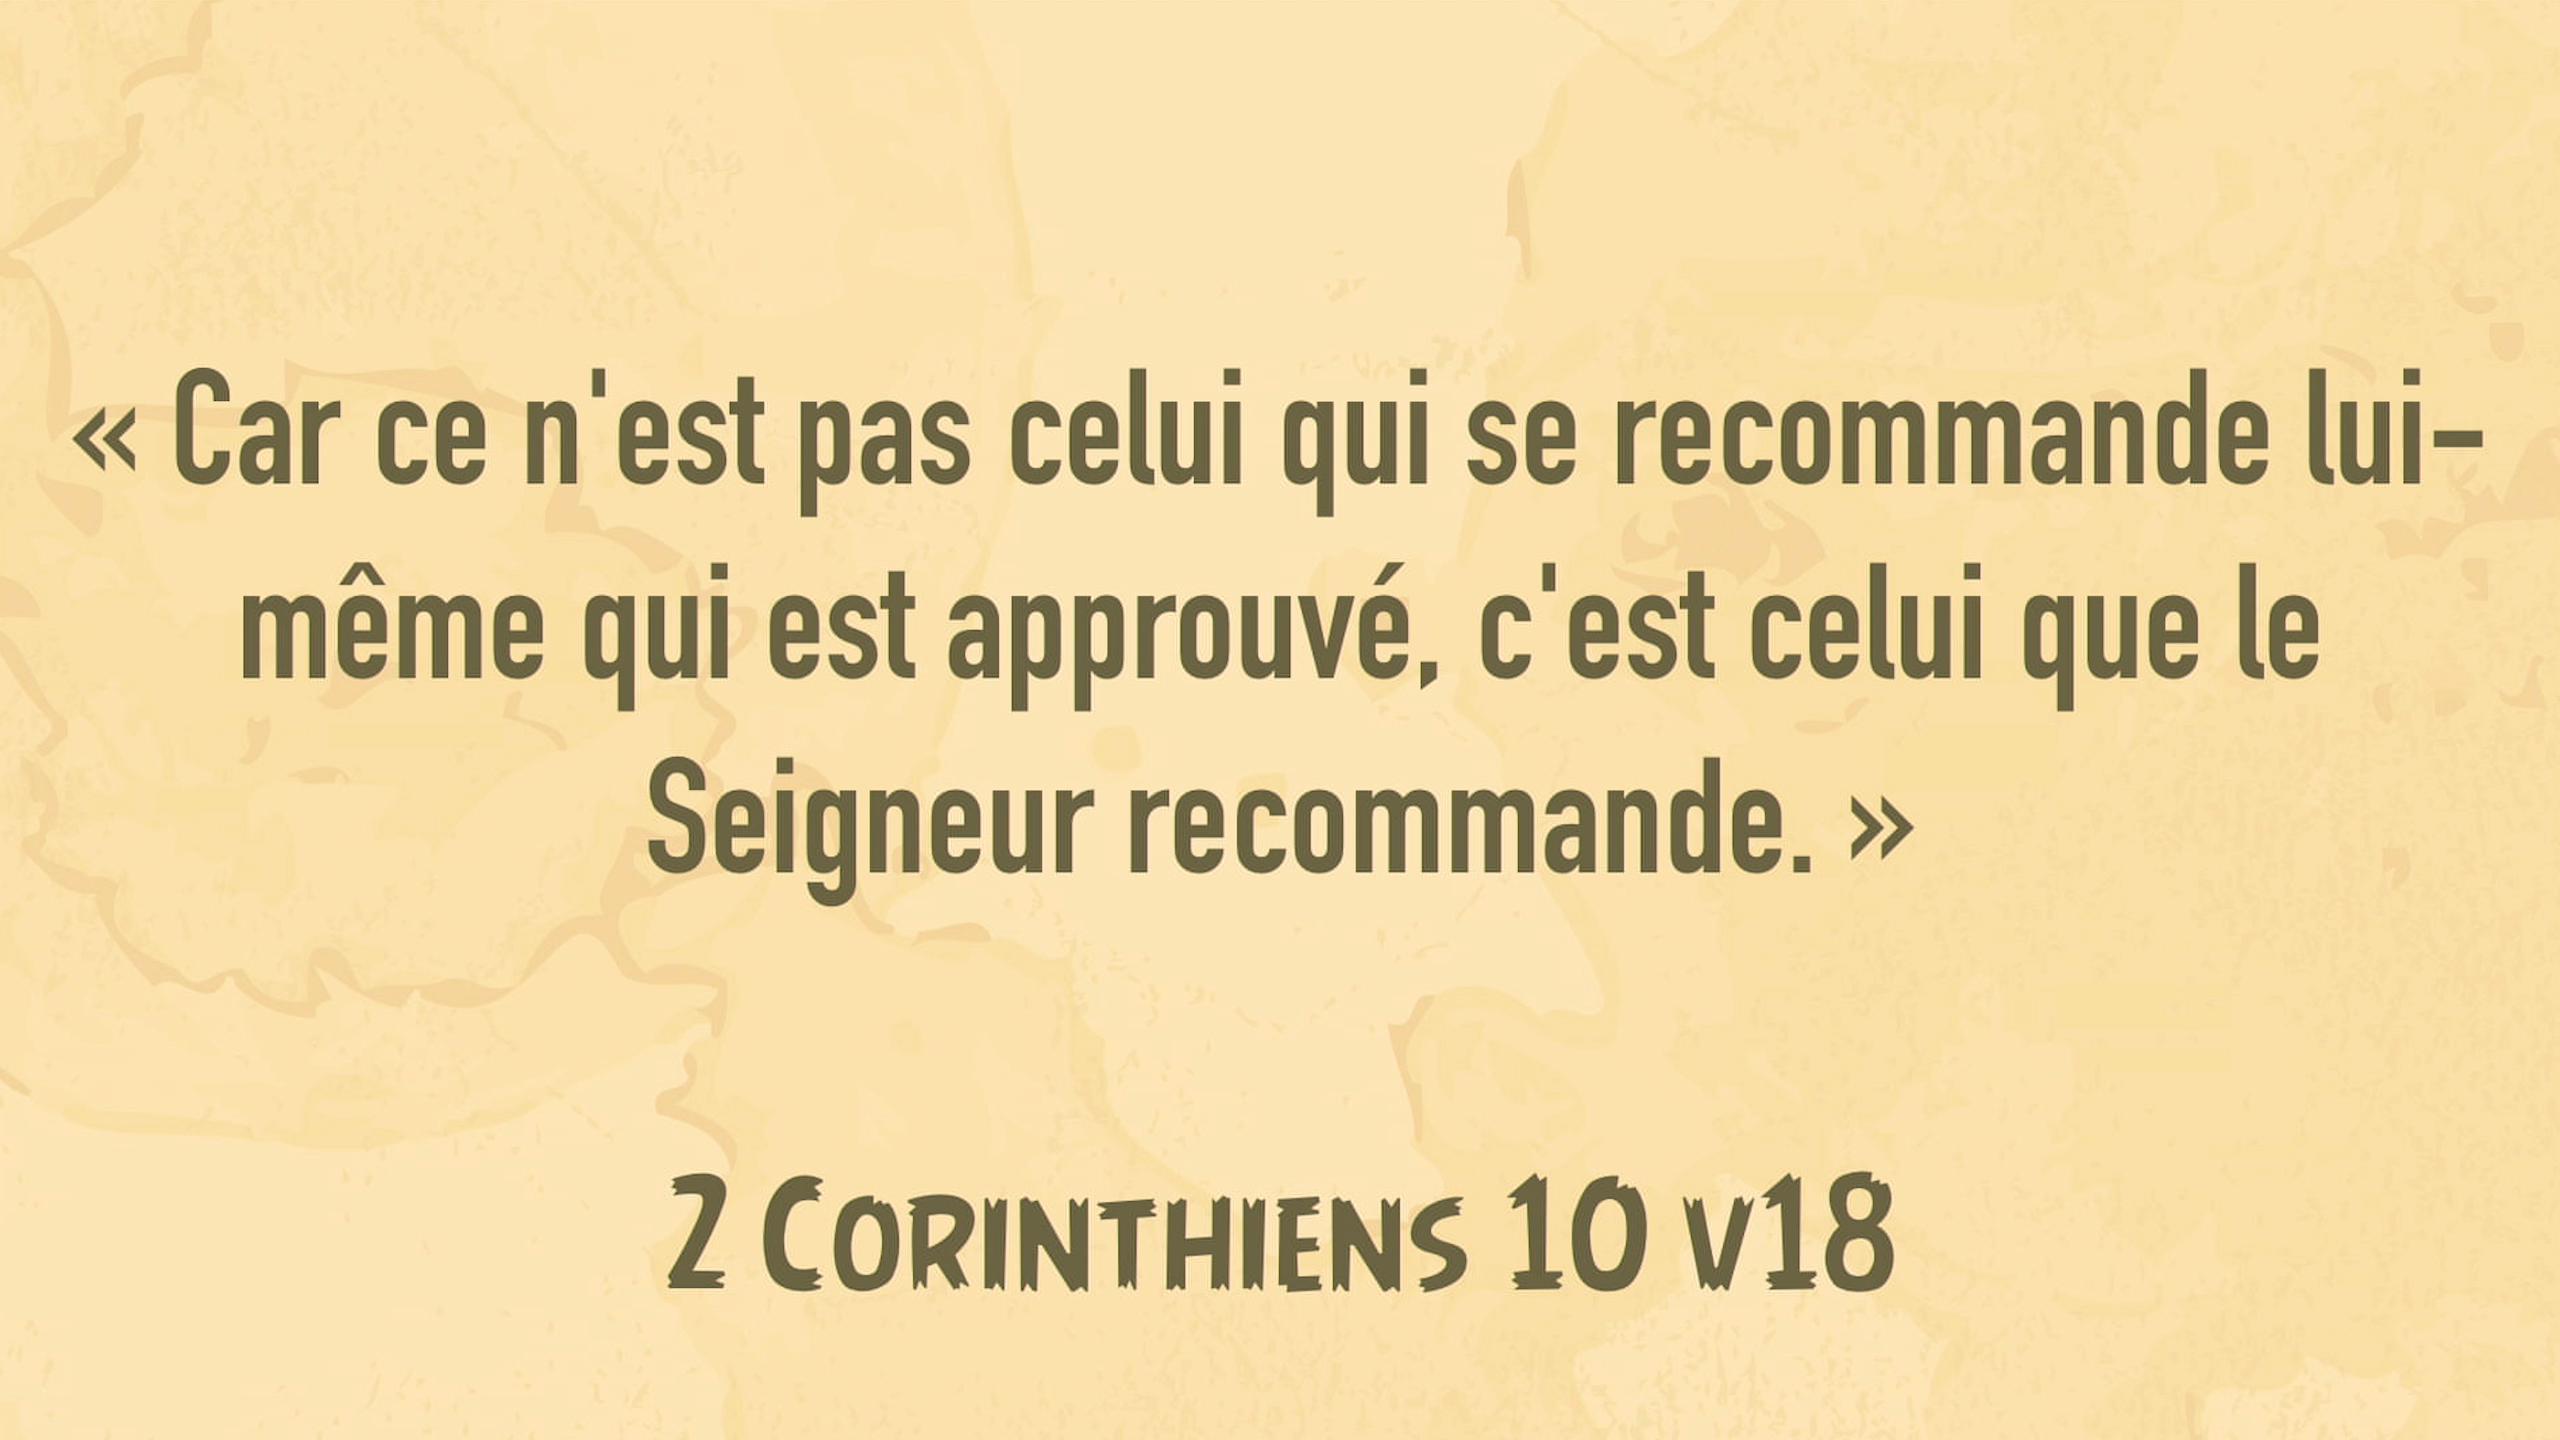 « Car ce n'est pas celui qui se recommande lui-
même qui est approuvé, c'est celui que le
Seigneur recommande. »
2 Corinthiens 10 v18